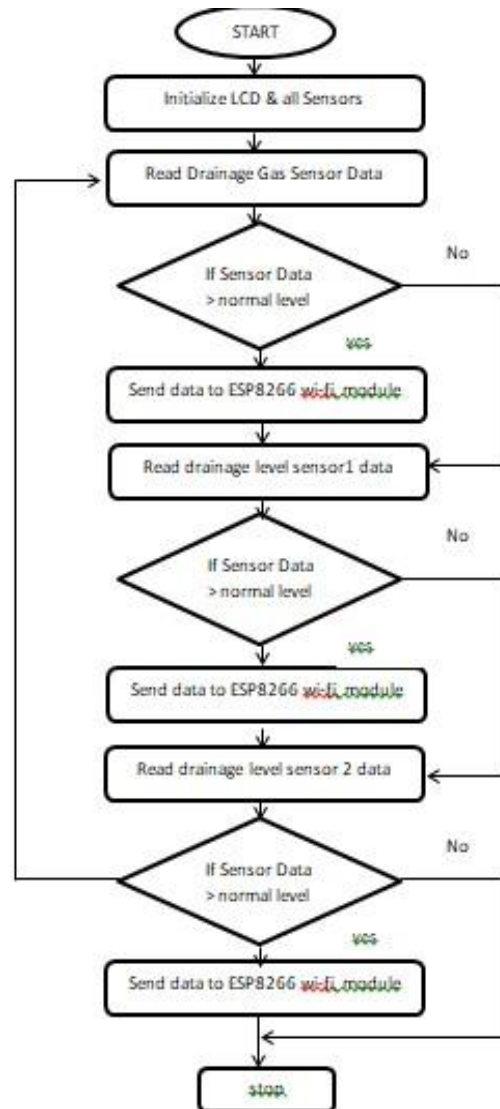 START
Initialize LCD & all Sensors
Read Drainage Gas Sensor Data
No
If Sensor Data
> normal level
yes
Send data to ESP8266 wi-fi module
Read drainage level sensor1 data
No
If Sensor Data
> normal level
yes
Send data to ESP8266 wi-fi module
Read drainage level sensor 2 data
No
If Sensor Data
> normal level
yes
Send data to ESP8266 wi-fi module
stop.